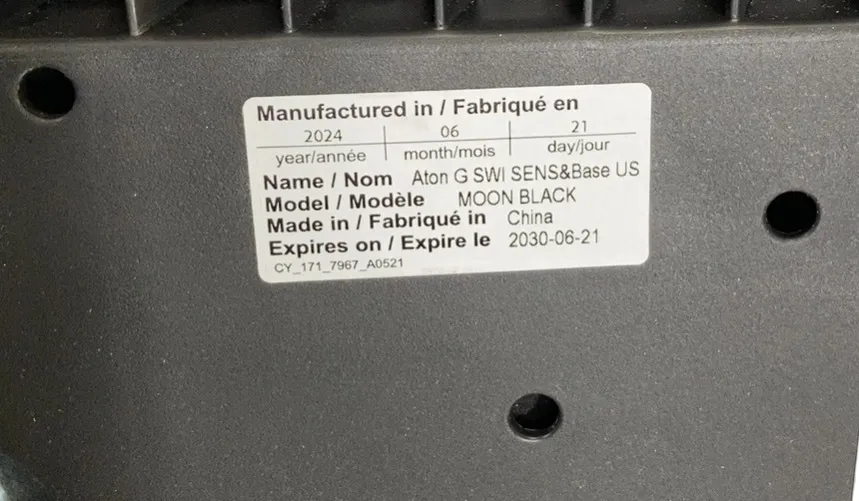 Manufactured in / Fabriqué en
2024 06 21
year/année month/mois day/jour
Name / Nom Aton G SWI SENS&Base US
Model / Modèle MOON BLACK
Made in / Fabriqué in China
Expires on / Expire le 2030-06-21
CY_171_7967_A0521